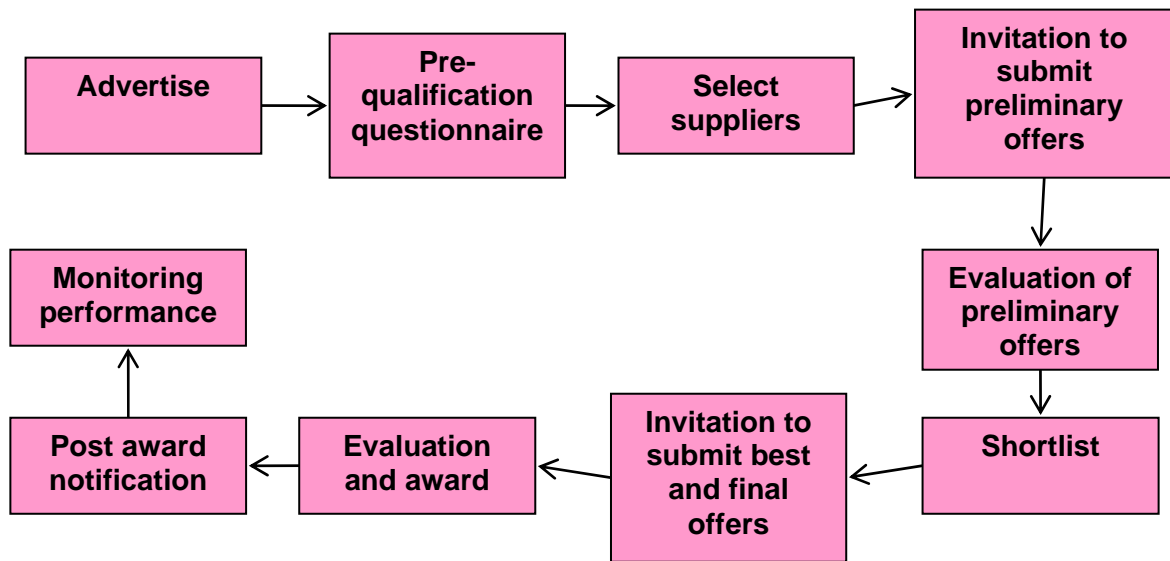 Advertise
Pre-
qualification
questionnaire
Select
suppliers
Invitation to
submit
preliminary
offers
Evaluation of
preliminary
offers
Shortlist
Invitation to
submit best
and final
offers
Evaluation
and award
Post award
notification
Monitoring
performance